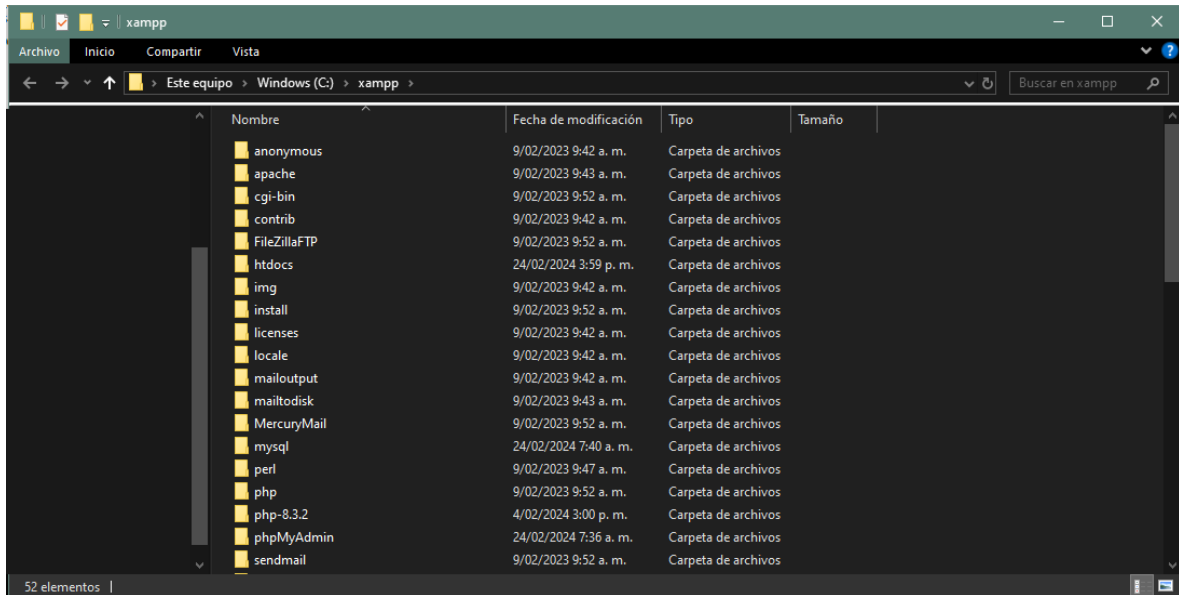 xampp
Archivo Inicio Compartir Vista
Este equipo > Windows (C:) > xampp > Buscar en xampp
Nombre Fecha de modificación Tipo Tamaño
anonymous 9/02/2023 9:42 a. m. Carpeta de archivos
apache 9/02/2023 9:43 a. m. Carpeta de archivos
cgi-bin 9/02/2023 9:52 a. m. Carpeta de archivos
contrib 9/02/2023 9:42 a. m. Carpeta de archivos
FileZillaFTP 9/02/2023 9:52 a. m. Carpeta de archivos
htdocs 24/02/2024 3:59 p. m. Carpeta de archivos
img 9/02/2023 9:42 a. m. Carpeta de archivos
install 9/02/2023 9:52 a. m. Carpeta de archivos
licenses 9/02/2023 9:42 a. m. Carpeta de archivos
locale 9/02/2023 9:42 a. m. Carpeta de archivos
mailoutput 9/02/2023 9:42 a. m. Carpeta de archivos
mailtodisk 9/02/2023 9:43 a. m. Carpeta de archivos
MercuryMail 9/02/2023 9:52 a. m. Carpeta de archivos
mysql 24/02/2024 7:40 a. m. Carpeta de archivos
perl 9/02/2023 9:47 a. m. Carpeta de archivos
php 9/02/2023 9:52 a. m. Carpeta de archivos
php-8.3.2 4/02/2024 3:00 p. m. Carpeta de archivos
phpMyAdmin 24/02/2024 7:36 a. m. Carpeta de archivos
sendmail 9/02/2023 9:52 a. m. Carpeta de archivos
52 elementos